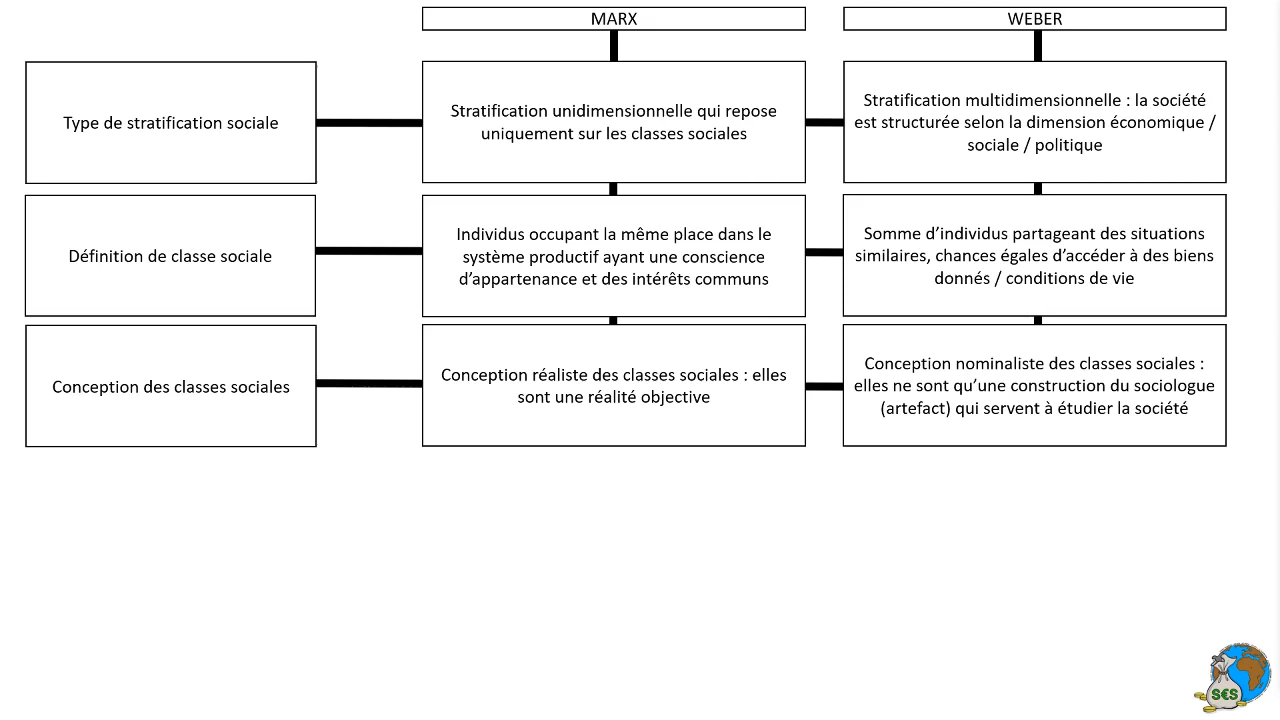 MARX
WEBER
Type de stratification sociale
Stratification unidimensionnelle qui repose
uniquement sur les classes sociales
Stratification multidimensionnelle : la société
est structurée selon la dimension économique /
sociale / politique
Définition de classe sociale
Individus occupant la même place dans le
système productif ayant une conscience
d’appartenance et des intérêts communs
Somme d’individus partageant des situations
similaires, chances égales d’accéder à des biens
donnés / conditions de vie
Conception des classes sociales
Conception réaliste des classes sociales : elles
sont une réalité objective
Conception nominaliste des classes sociales :
elles ne sont qu’une construction du sociologue
(artefact) qui servent à étudier la société
S€S